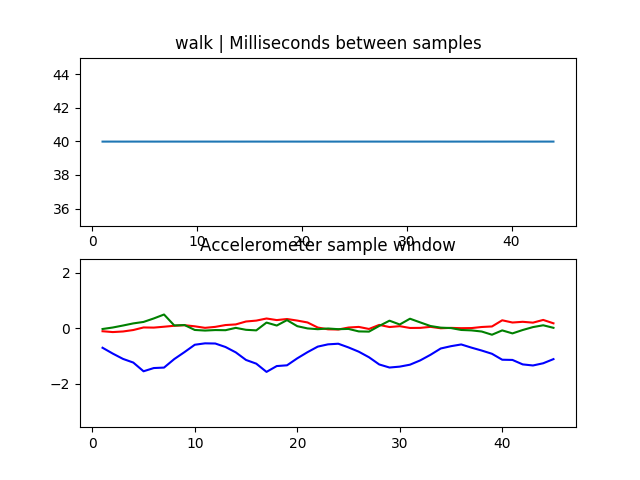 walk | Milliseconds between samples
44
42
40
38
36
0 10 20 30 40
Accelerometer sample window
2
0
−2
0 10 20 30 40